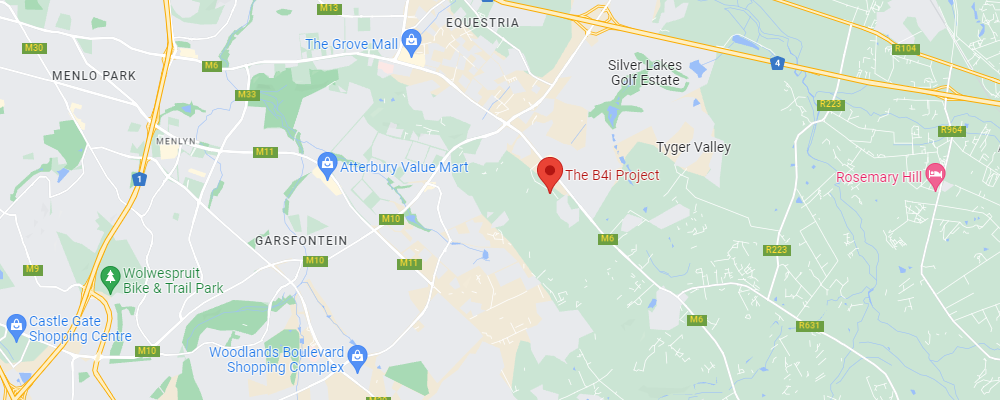 M13
EQUESTRIA
M30
The Grove Mall
R104
M6
4
Silver Lakes
Golf Estate
MENLO PARK
M33
R223
R964
MENLYN
M11
Tyger Valley
Atterbury Value Mart
1
The B4i Project
Rosemary Hill
M10
GARSFONTEIN
M6
R223
M10
M11
M9
Wolwespruit
Bike & Trail Park
Castle Gate
Shopping Centre
M6
R631
M10
Woodlands Boulevard
Shopping Complex